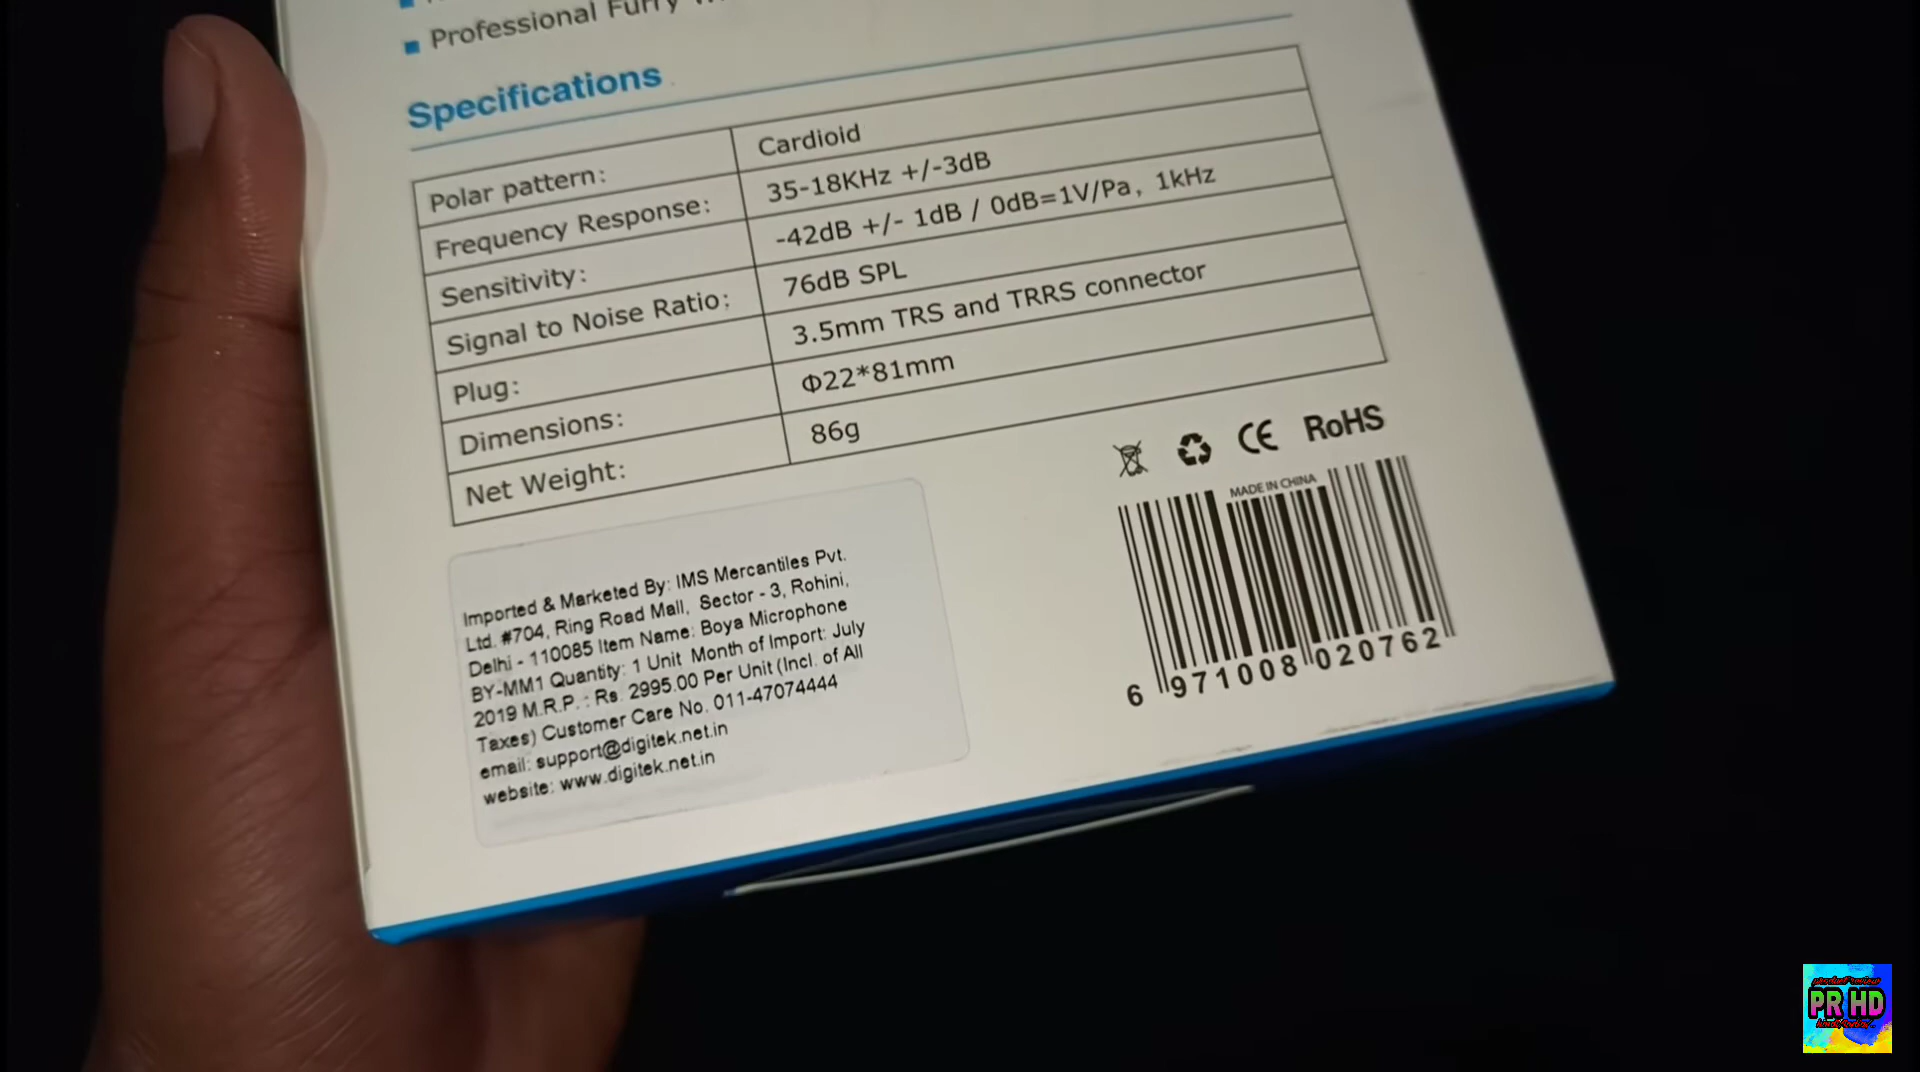 Professional Furry
Specifications
Polar pattern: Cardioid
Frequency Response: 35-18KHz +/-3dB
Sensitivity: -42dB +/- 1dB / 0dB=1V/Pa, 1kHz
Signal to Noise Ratio: 76dB SPL
Plug: 3.5mm TRS and TRRS connector
Dimensions: Φ22*81mm
Net Weight: 86g
CE RoHS
MADE IN CHINA
6 971008 020762
Imported & Marketed By: IMS Mercantiles Pvt.
Ltd. #704, Ring Road Mall, Sector - 3, Rohini,
Delhi - 110085 Item Name: Boya Microphone
BY-MM1 Quantity: 1 Unit Month of Import: July
2019 M.R.P. : Rs. 2995.00 Per Unit (Incl. of All
Taxes) Customer Care No. 011-47074444
email: support@digitek.net.in
website: www.digitek.net.in
PR HD